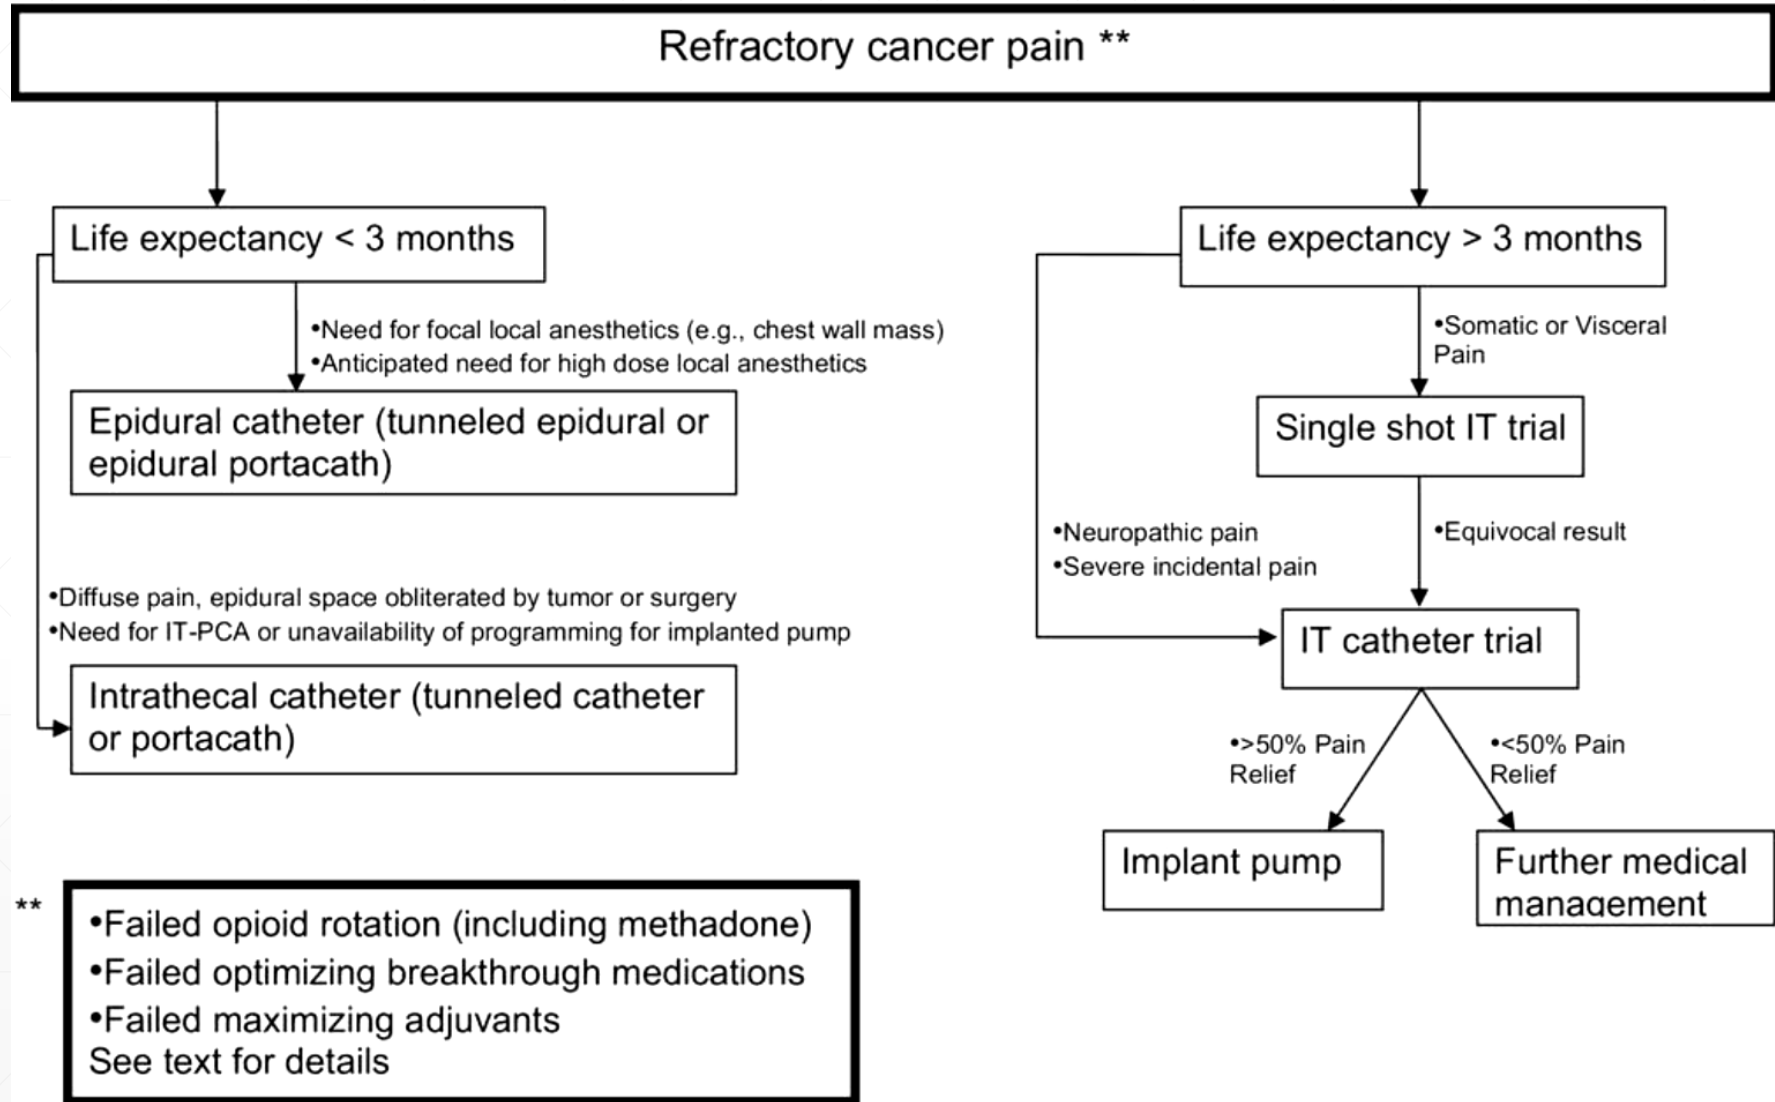 Refractory cancer pain **
Life expectancy < 3 months
•Need for focal local anesthetics (e.g., chest wall mass)
•Anticipated need for high dose local anesthetics
Epidural catheter (tunneled epidural or
epidural portacath)
•Diffuse pain, epidural space obliterated by tumor or surgery
•Need for IT-PCA or unavailability of programming for implanted pump
Intrathecal catheter (tunneled catheter
or portacath)
Life expectancy > 3 months
•Somatic or Visceral
Pain
Single shot IT trial
•Neuropathic pain
•Severe incidental pain
•Equivocal result
IT catheter trial
•>50% Pain
Relief
•<50% Pain
Relief
Implant pump
Further medical
management
**
•Failed opioid rotation (including methadone)
•Failed optimizing breakthrough medications
•Failed maximizing adjuvants
See text for details